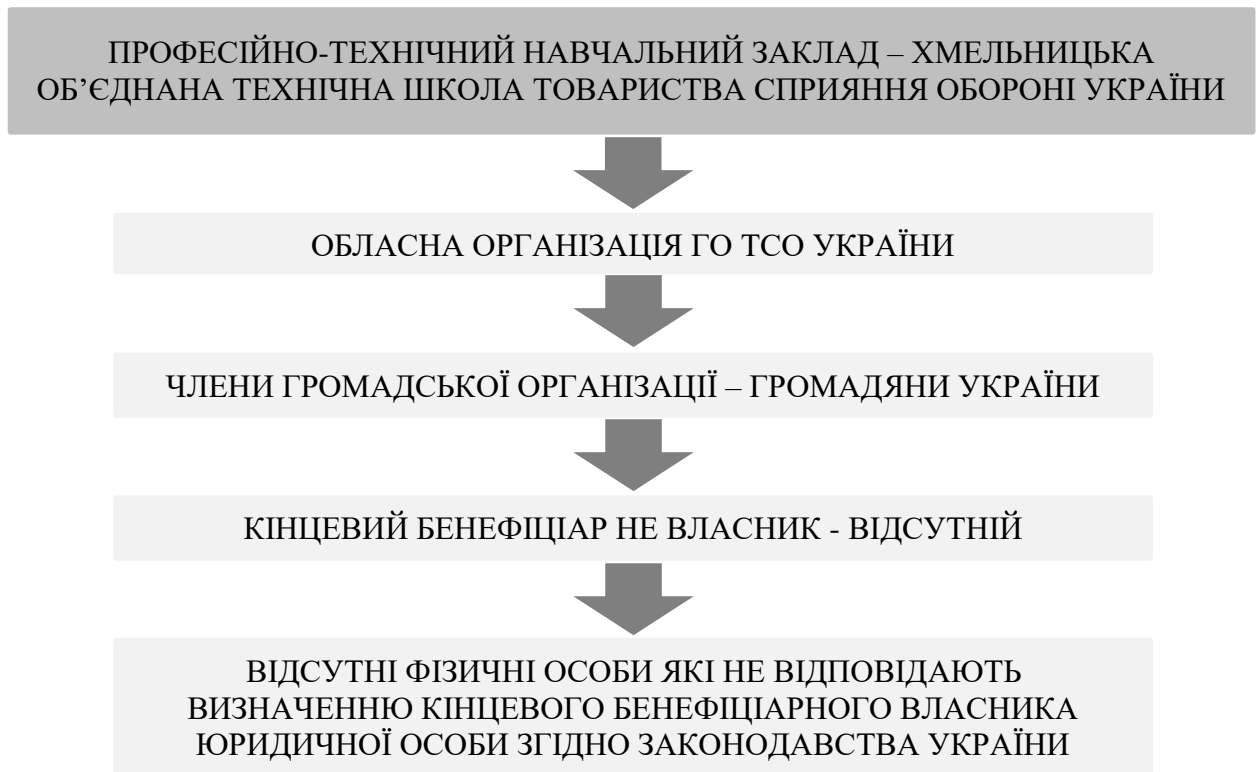 ПРОФЕСІЙНО-ТЕХНІЧНИЙ НАВЧАЛЬНИЙ ЗАКЛАД – ХМЕЛЬНИЦЬКА
ОБ’ЄДНАНА ТЕХНІЧНА ШКОЛА ТОВАРИСТВА СПРИЯННЯ ОБОРОНІ УКРАЇНИ
ОБЛАСНА ОРГАНІЗАЦІЯ ГО ТСО УКРАЇНИ
ЧЛЕНИ ГРОМАДСЬКОЇ ОРГАНІЗАЦІЇ – ГРОМАДЯНИ УКРАЇНИ
КІНЦЕВИЙ БЕНЕФІЦІАР НЕ ВЛАСНИК - ВІДСУТНІЙ
ВІДСУТНІ ФІЗИЧНІ ОСОБИ ЯКІ НЕ ВІДПОВІДАЮТЬ
ВИЗНАЧЕННЮ КІНЦЕВОГО БЕНЕФІЦІАРНОГО ВЛАСНИКА
ЮРИДИЧНОЇ ОСОБИ ЗГІДНО ЗАКОНОДАВСТВА УКРАЇНИ